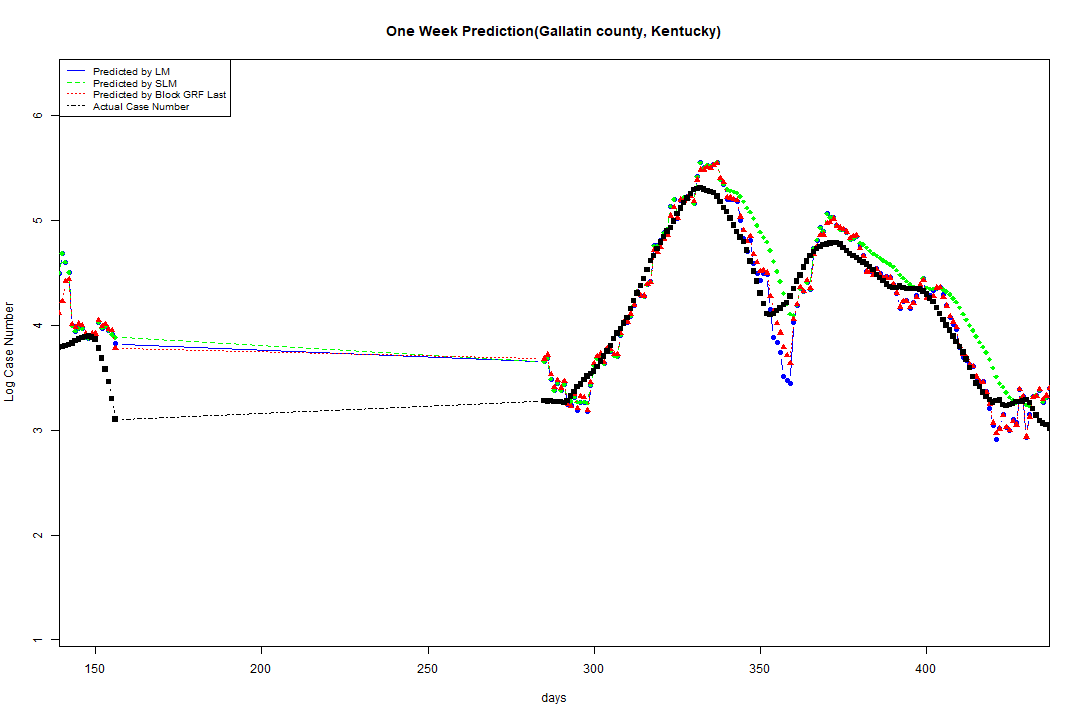 One Week Prediction(Gallatin county, Kentucky)
Predicted by LM
Predicted by SLM
Predicted by Block GRF Last
Actual Case Number
Log Case Number
6
5
4
3
2
1
150 200 250 300 350 400
days